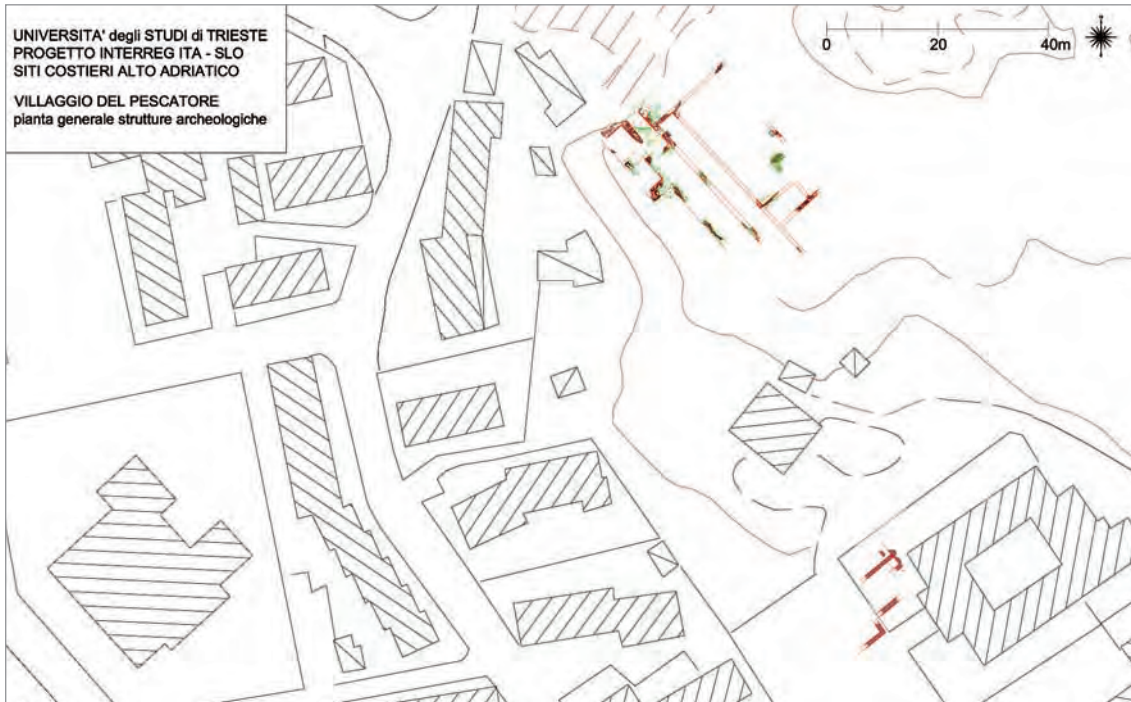 UNIVERSITA' degli STUDI di TRIESTE
PROGETTO INTERREG ITA - SLO
SITI COSTIERI ALTO ADRIATICO
VILLAGGIO DEL PESCATORE
pianta generale strutture archeologiche
0 20 40m